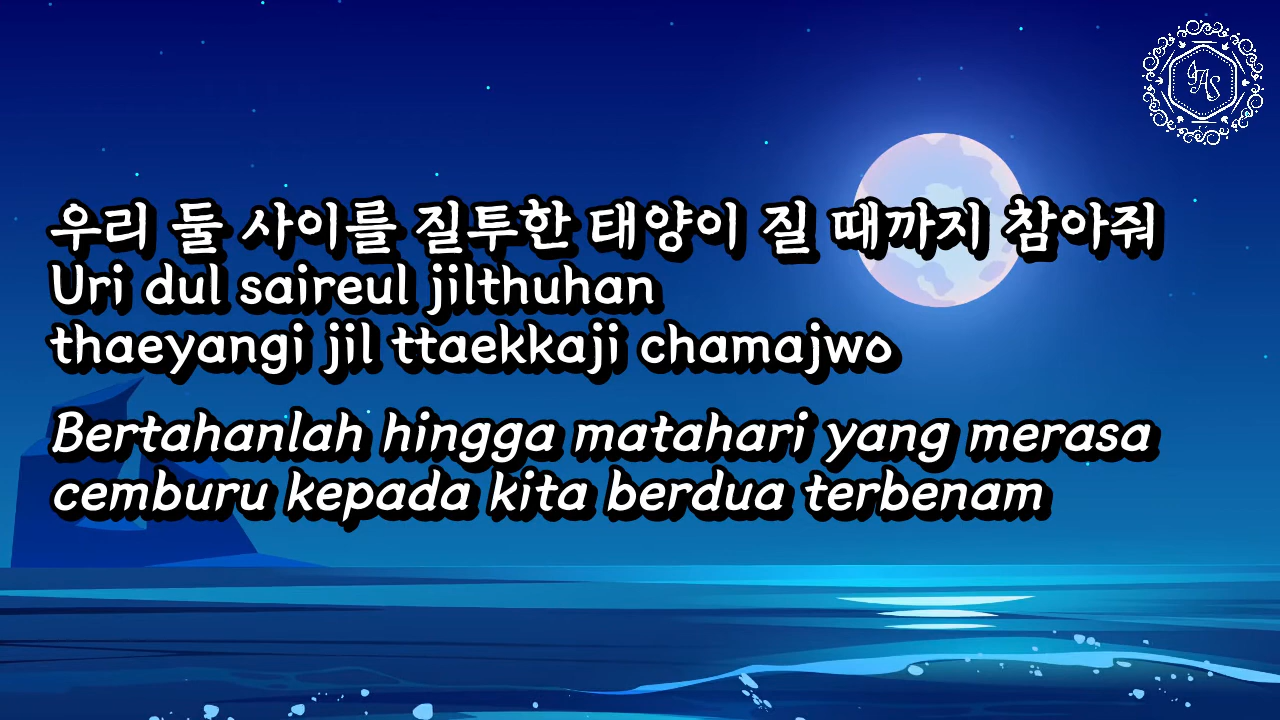 IAS
우리 둘 사이를 질투한 태양이 질 때까지 참아줘
Uri dul saireul jilthuhan
thaeyangi jil ttaekkaji chamajwo
Bertahanlah hingga matahari yang merasa
cemburu kepada kita berdua terbenam